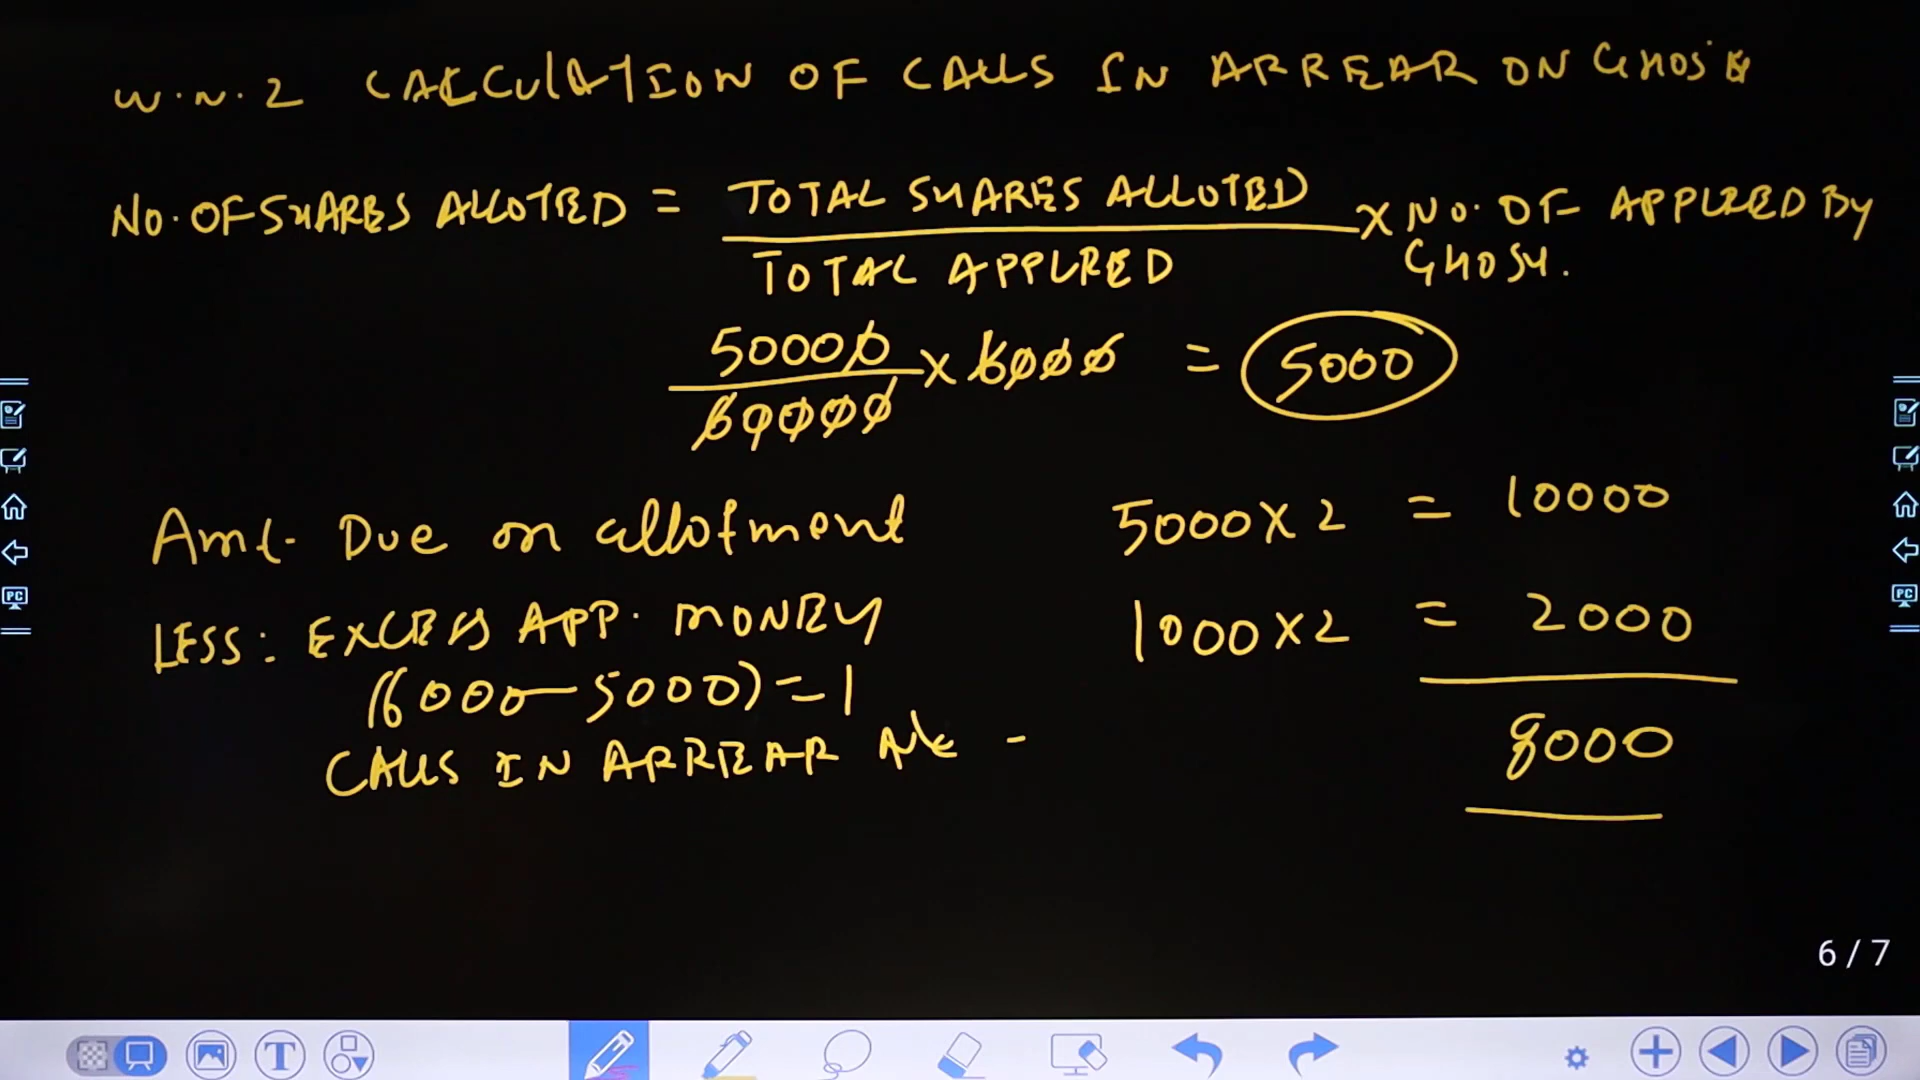 W.N.2 CALCULATION OF CALLS IN ARREAR ON GHOSH
NO. OF SHARES ALLOTED = TOTAL SHARES ALLOTED / TOTAL APPLIED × NO. OF APPLIED BY GHOSH.
50000 / 60000 × 6000 = 5000
Amt. Due on allotment 5000 × 2 = 10000
LESS: EXCESS APP. MONEY 1000 × 2 = 2000
(6000 - 5000) = 1
CALLS IN ARREAR A/c - 8000
6 / 7
PC
PC
T